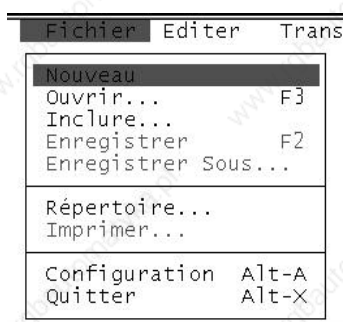 Fichier Editer Trans
Nouveau
Ouvrir... F3
Inclure...
Enregistrer F2
Enregistrer Sous...
Répertoire...
Imprimer...
Configuration Alt-A
Quitter Alt-X